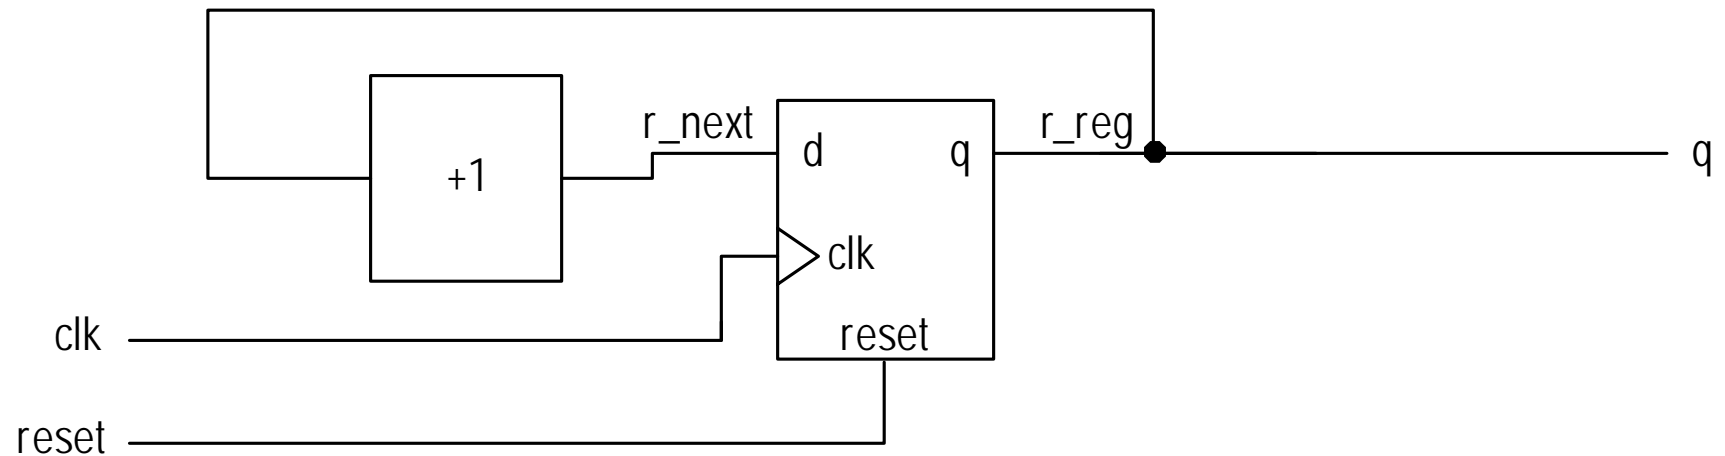 r_next
r_reg
d
q
q
+1
clk
clk
reset
reset